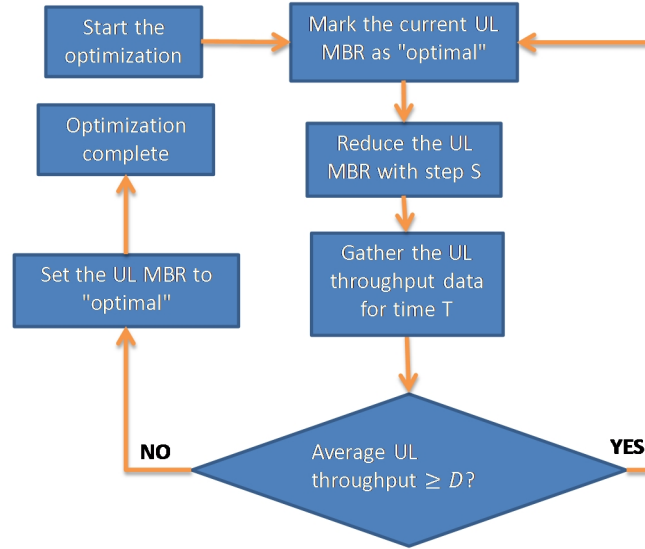 Start the
optimization
Mark the current UL
MBR as "optimal"
Optimization
complete
Reduce the UL
MBR with step S
Set the UL MBR to
"optimal"
Gather the UL
throughput data
for time T
NO
YES
Average UL
throughput ≥ D?